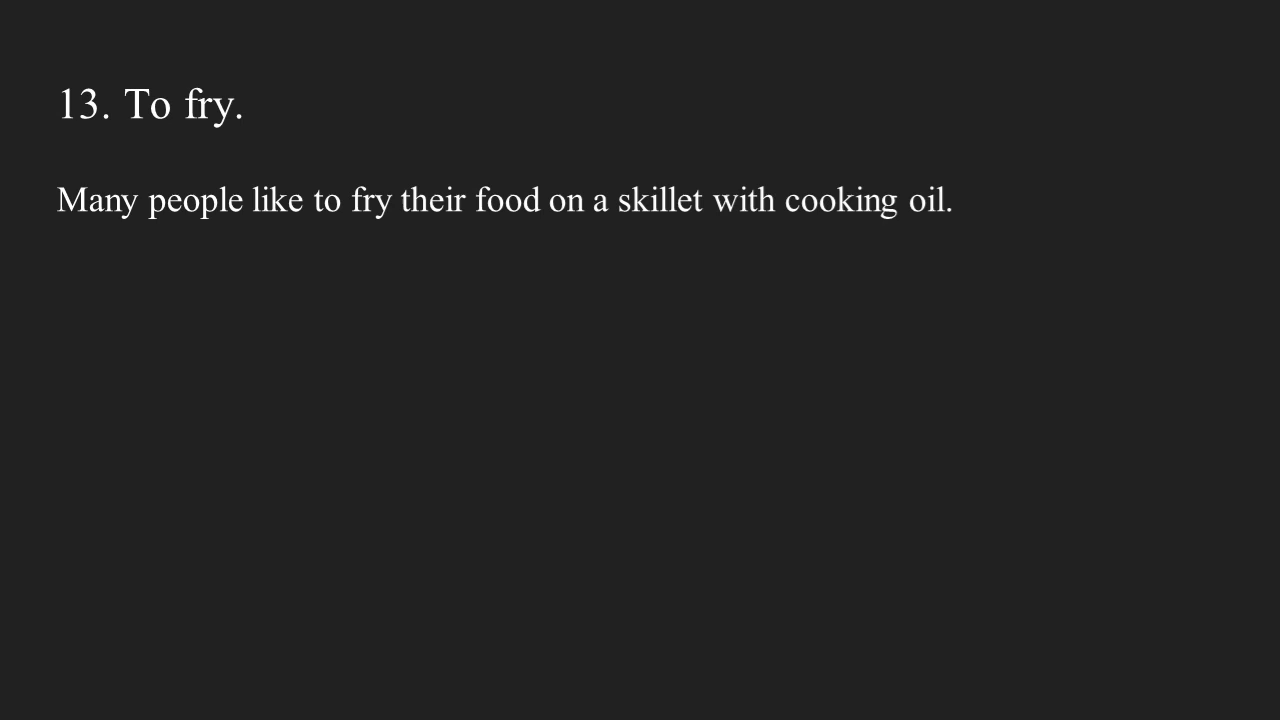 13. To fry.
Many people like to fry their food on a skillet with cooking oil.